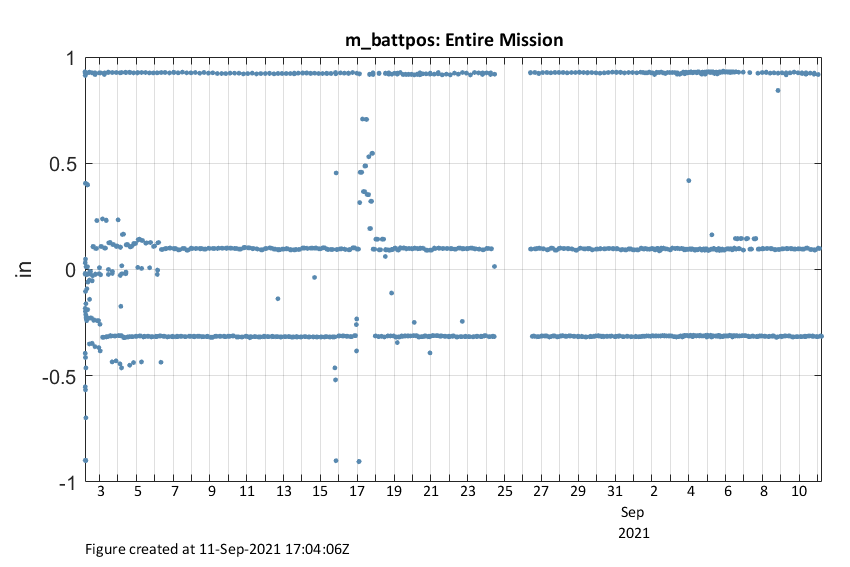 m_battpos: Entire Mission
1
0.5
0
-0.5
-1
in
3 5 7 9 11 13 15 17 19 21 23 25 27 29 31 2 4 6 8 10
Sep
2021
Figure created at 11-Sep-2021 17:04:06Z